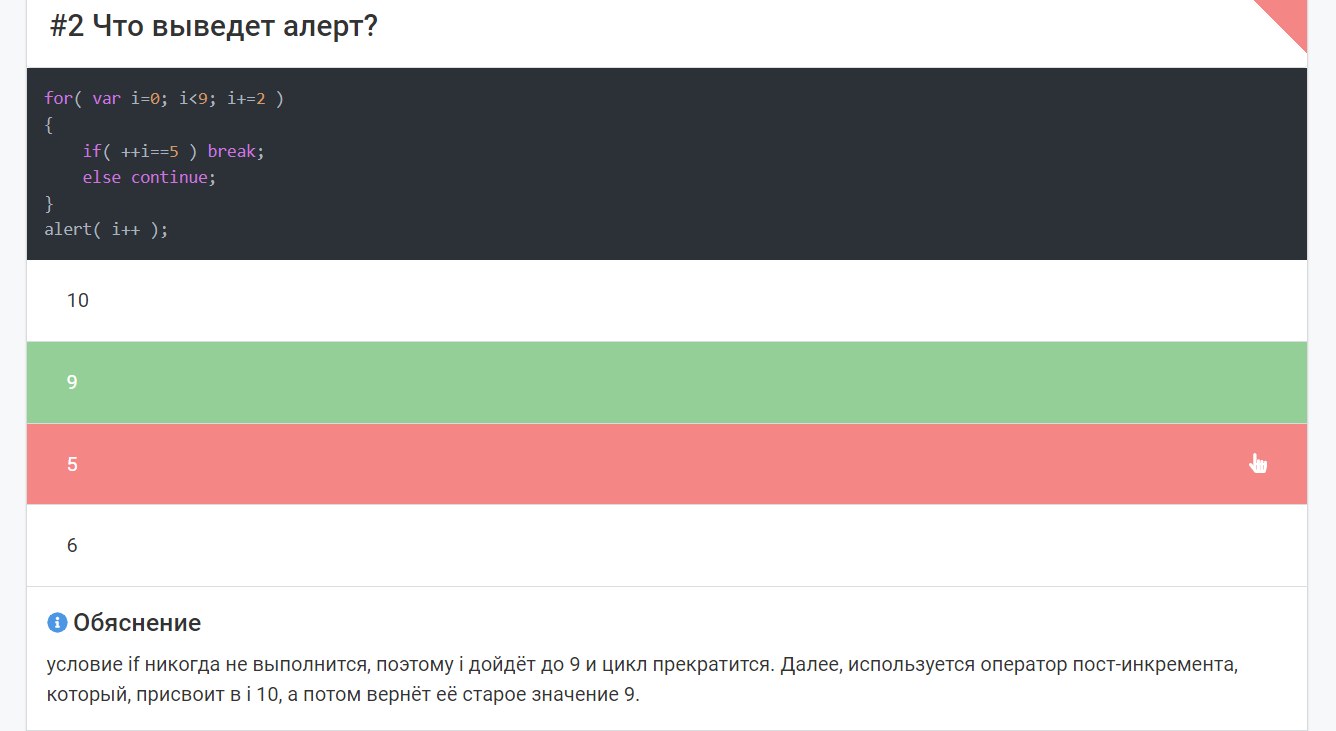 #2 Что выведет алерт?
for( var i=0; i<9; i+=2 )
{
    if( ++i==5 ) break;
    else continue;
}
alert( i++ );
10
9
5
6
Обяснение
условие if никогда не выполнится, поэтому i дойдёт до 9 и цикл прекратится. Далее, используется оператор пост-инкремента,
который, присвоит в i 10, а потом вернёт её старое значение 9.